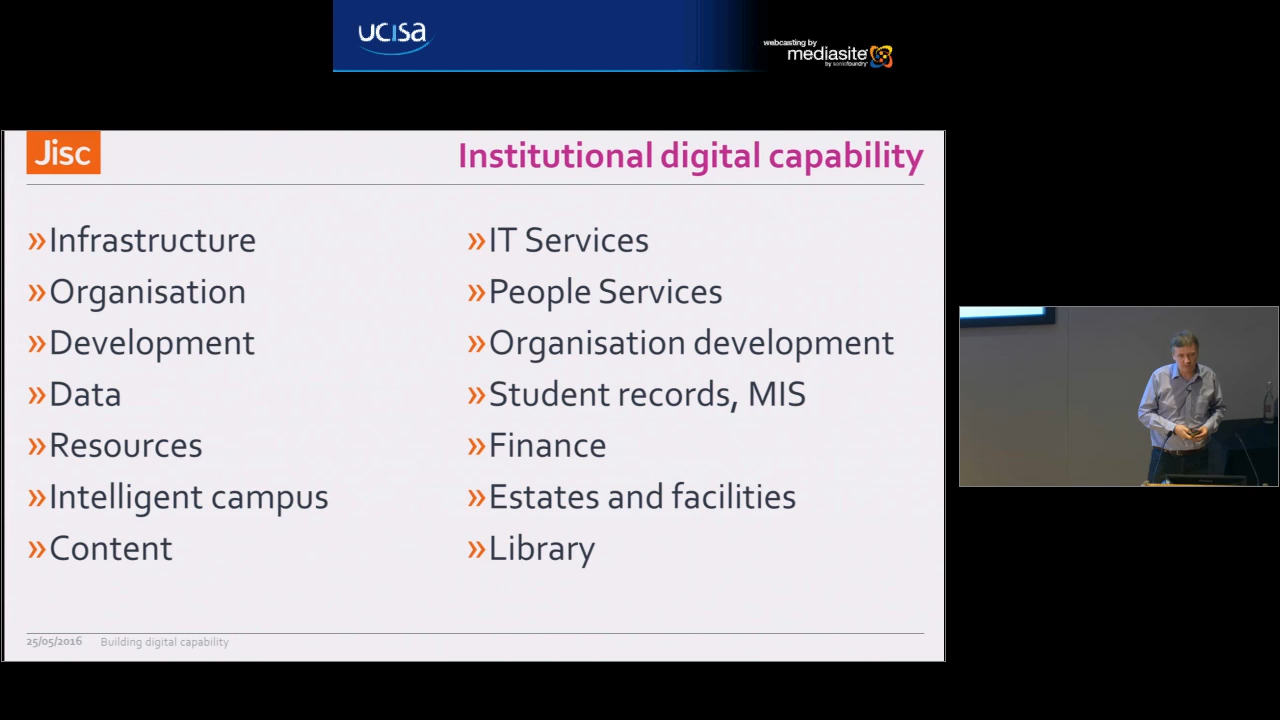 ucisa
webcasting by
mediasite
by sonicfoundry
Jisc
Institutional digital capability
»Infrastructure
»Organisation
»Development
»Data
»Resources
»Intelligent campus
»Content
»IT Services
»People Services
»Organisation development
»Student records, MIS
»Finance
»Estates and facilities
»Library
25/05/2016 Building digital capability